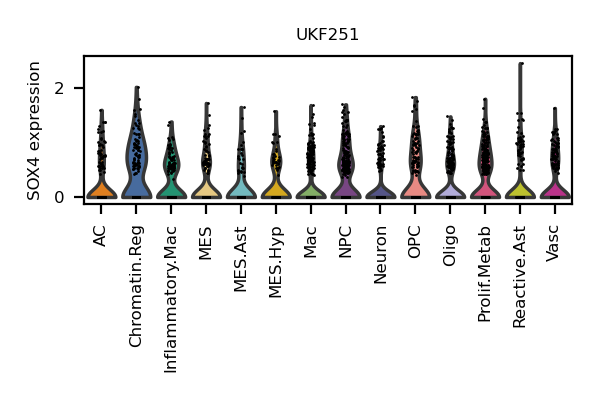 UKF251
SOX4 expression
2
0
AC
Chromatin.Reg
Inflammatory.Mac
MES
MES.Ast
MES.Hyp
Mac
NPC
Neuron
OPC
Oligo
Prolif.Metab
Reactive.Ast
Vasc